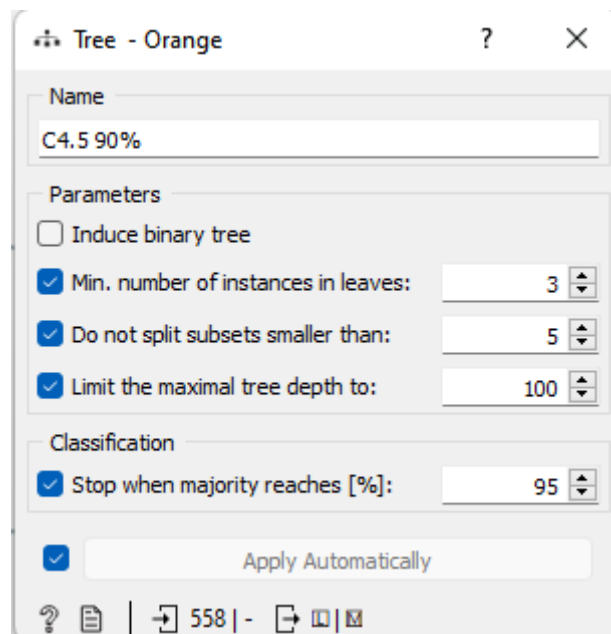 Tree - Orange ? ×
Name
C4.5 90%
Parameters
Induce binary tree
Min. number of instances in leaves: 3
Do not split subsets smaller than: 5
Limit the maximal tree depth to: 100
Classification
Stop when majority reaches [%]: 95
Apply Automatically
? | 558 | - |